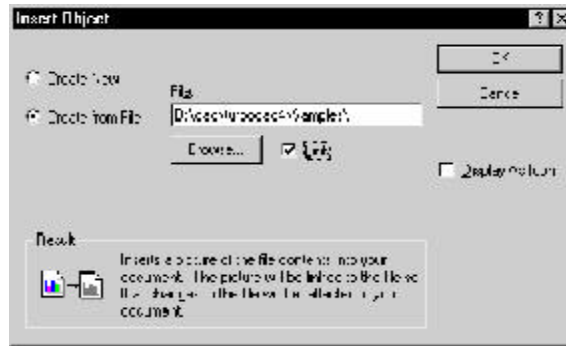 Insert Object
Create New
Create from File
File:
Browse...
Link
OK
Cancel
Display As Icon
Result
Inserts a picture of the file contents into your
document. The picture will be linked to the file so
that changes to the file will be reflected in your
document.